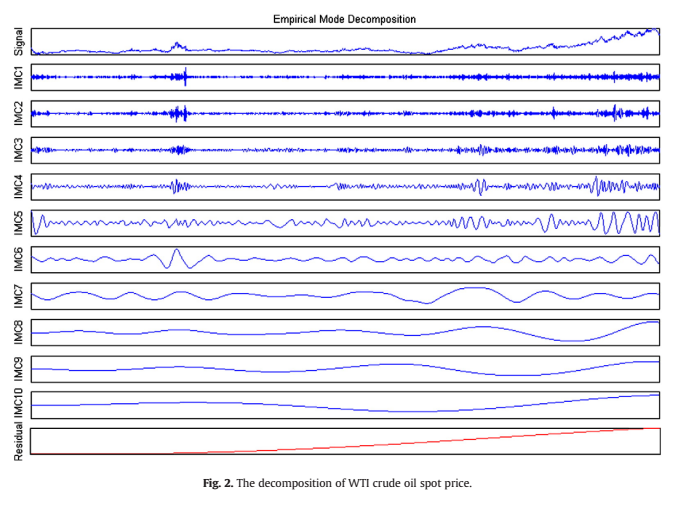 Empirical Mode Decomposition
Signal
IMC1
IMC2
IMC3
IMC4
IMC5
IMC6
IMC7
IMC8
IMC9
IMC10
Residual
Fig. 2. The decomposition of WTI crude oil spot price.